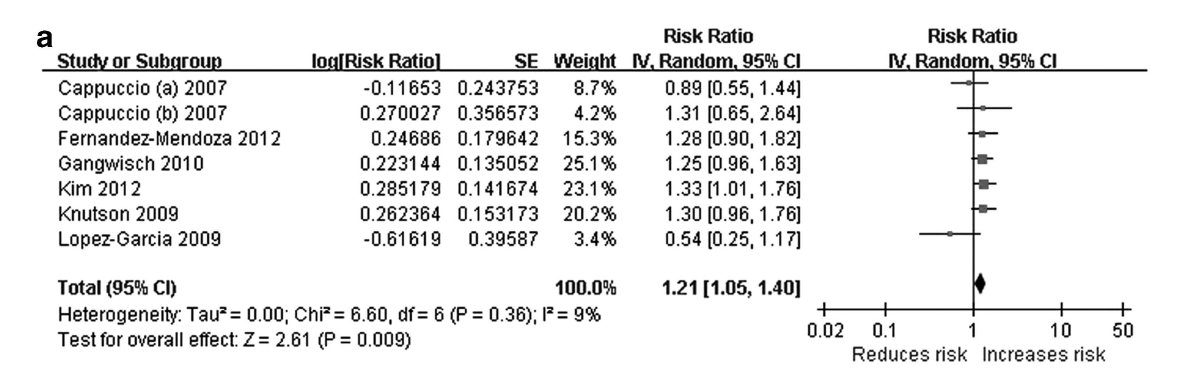 a
Risk Ratio Risk Ratio
Study or Subgroup log[Risk Ratio] SE Weight IV, Random, 95% CI IV, Random, 95% CI
Cappuccio (a) 2007 -0.11653 0.243753 8.7% 0.89 [0.55, 1.44]
Cappuccio (b) 2007 0.270027 0.356573 4.2% 1.31 [0.65, 2.64]
Fernandez-Mendoza 2012 0.24686 0.179642 15.3% 1.28 [0.90, 1.82]
Gangwisch 2010 0.223144 0.135052 25.1% 1.25 [0.96, 1.63]
Kim 2012 0.285179 0.141674 23.1% 1.33 [1.01, 1.76]
Knutson 2009 0.262364 0.153173 20.2% 1.30 [0.96, 1.76]
Lopez-Garcia 2009 -0.61619 0.39587 3.4% 0.54 [0.25, 1.17]
Total (95% CI) 100.0% 1.21 [1.05, 1.40]
Heterogeneity: Tau² = 0.00; Chi² = 6.60, df = 6 (P = 0.36); I² = 9%
Test for overall effect: Z = 2.61 (P = 0.009)
0.02 0.1 1 10 50
Reduces risk Increases risk